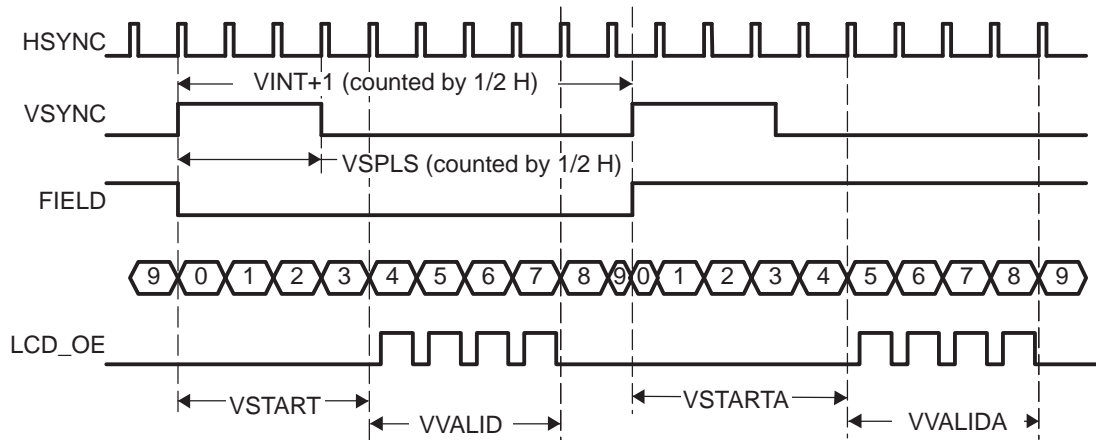 HSYNC
VINT+1 (counted by 1/2 H)
VSYNC
VSPLS (counted by 1/2 H)
FIELD
9 0 1 2 3 4 5 6 7 8 9 0 1 2 3 4 5 6 7 8 9
LCD_OE
VSTART VSTARTA
VVALID VVALIDA